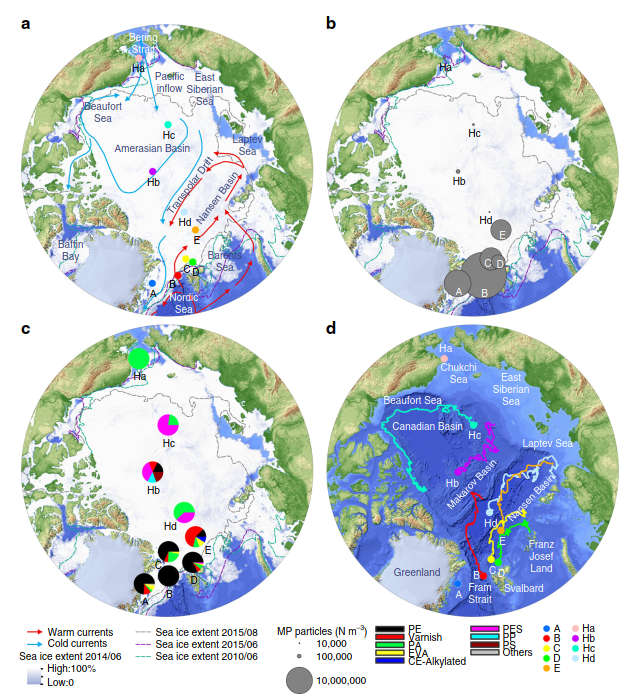 a
Bering
Strait
Ha
Pacific
inflow
East
Siberian
Sea
Beaufort
Sea
Hc
Amerasian Basin
Laptev
Sea
Hb
Transpolar Drift
Nansen Basin
Hd
E
Baffin
Bay
Barents
Sea
C
D
A
B
Nordic
Sea
b
Ha
Hc
Hb
Hd
E
C
D
A
B
c
Ha
Hc
Hb
Hd
E
C
D
A
B
d
Ha
Chukchi
Sea
East
Siberian
Sea
Beaufort Sea
Canadian Basin
Hc
Laptev Sea
Hb
Makarov Basin
Nansen Basin
Hd
E
Franz
Josef
Land
Greenland
B
C
D
A
Fram
Strait
Svalbard
Warm currents
Cold currents
Sea ice extent 2014/06
High:100%
Low:0
Sea ice extent 2015/08
Sea ice extent 2015/06
Sea ice extent 2010/06
MP particles (N m⁻³)
10,000
100,000
10,000,000
PE
Varnish
PA
EVA
CE-Alkylated
PES
PP
PS
Others
A
B
C
D
E
Ha
Hb
Hc
Hd